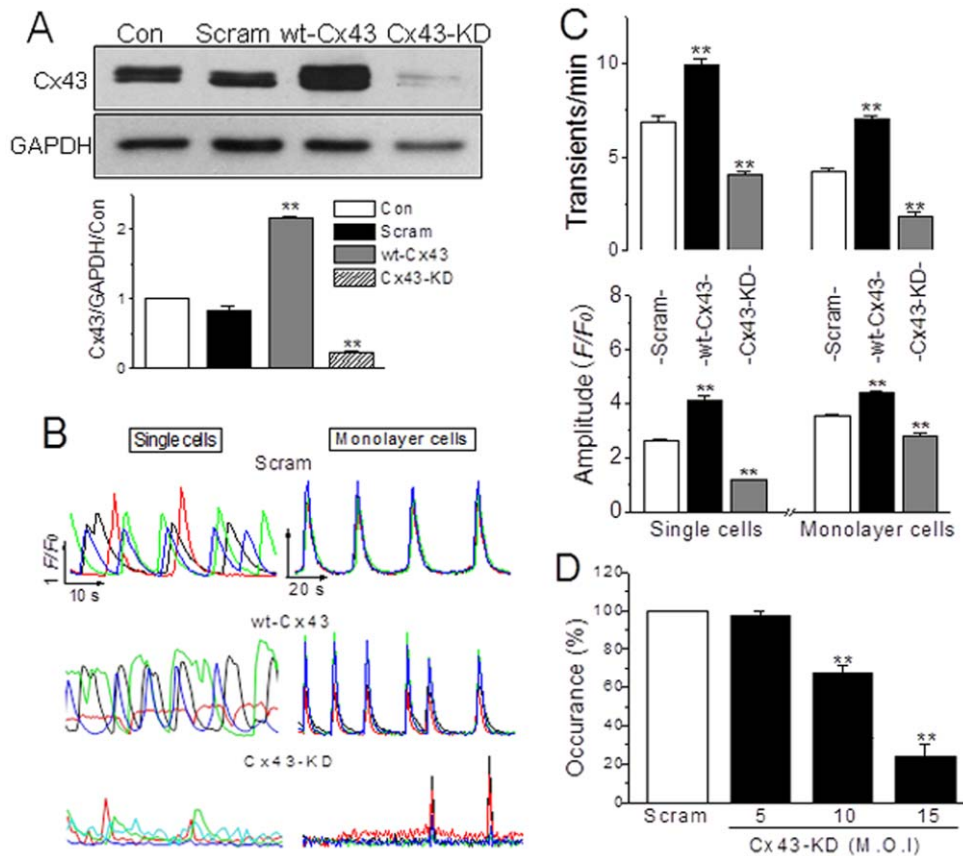 A
Con Scram wt-Cx43 Cx43-KD
Cx43
GAPDH
Cx43/GAPDH/Con
2
1
0
**
**
Con
Scram
wt-Cx43
Cx43-KD
B
Single cells Monolayer cells
Scram
1 F/F0
10 s
20 s
wt-Cx43
Cx43-KD
C
Transients/min
10
5
0
**
**
**
**
-Scram-
-wt-Cx43-
-Cx43-KD-
-Scram-
-wt-Cx43-
-Cx43-KD-
Amplitude (F/F0)
8
6
4
2
0
**
**
**
**
Single cells Monolayer cells
D
Occurance (%)
120
100
80
60
40
20
0
**
**
Scram 5 10 15
Cx43-KD (M.O.I)